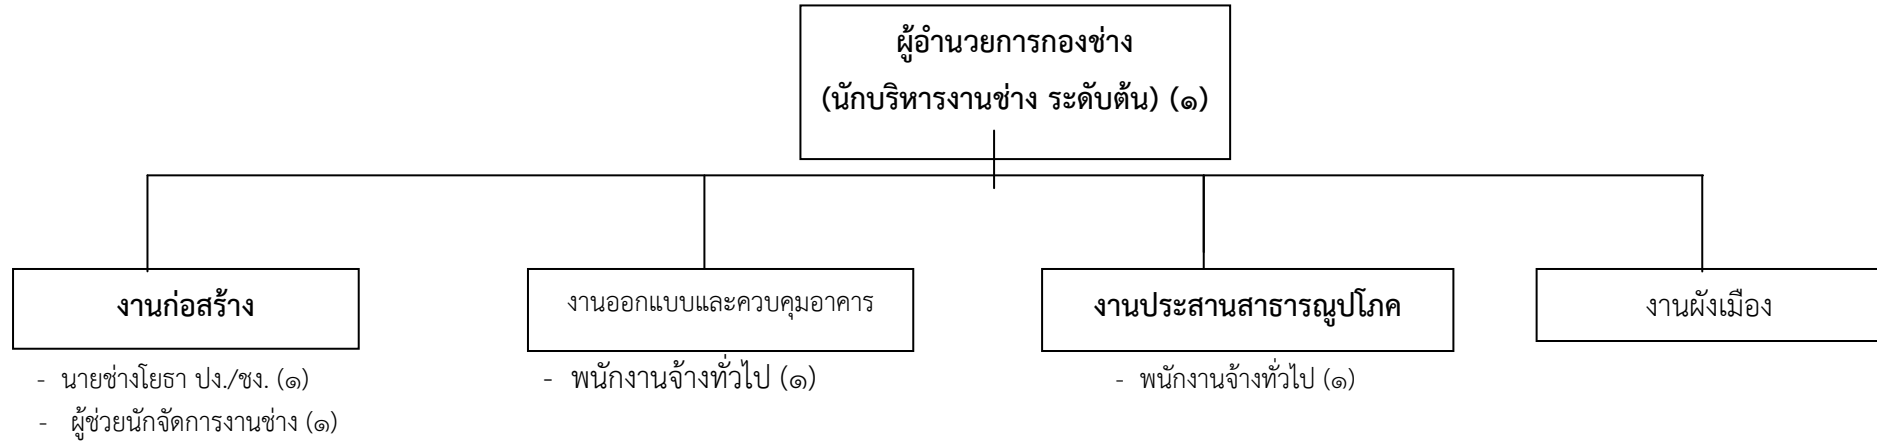 ผู้อำนวยการกองช่าง
(นักบริหารงานช่าง ระดับต้น) (๑)
งานก่อสร้าง
- นายช่างโยธา ปง./ชง. (๑)
- ผู้ช่วยนักจัดการงานช่าง (๑)
งานออกแบบและควบคุมอาคาร
- พนักงานจ้างทั่วไป (๑)
งานประสานสาธารณูปโภค
- พนักงานจ้างทั่วไป (๑)
งานผังเมือง